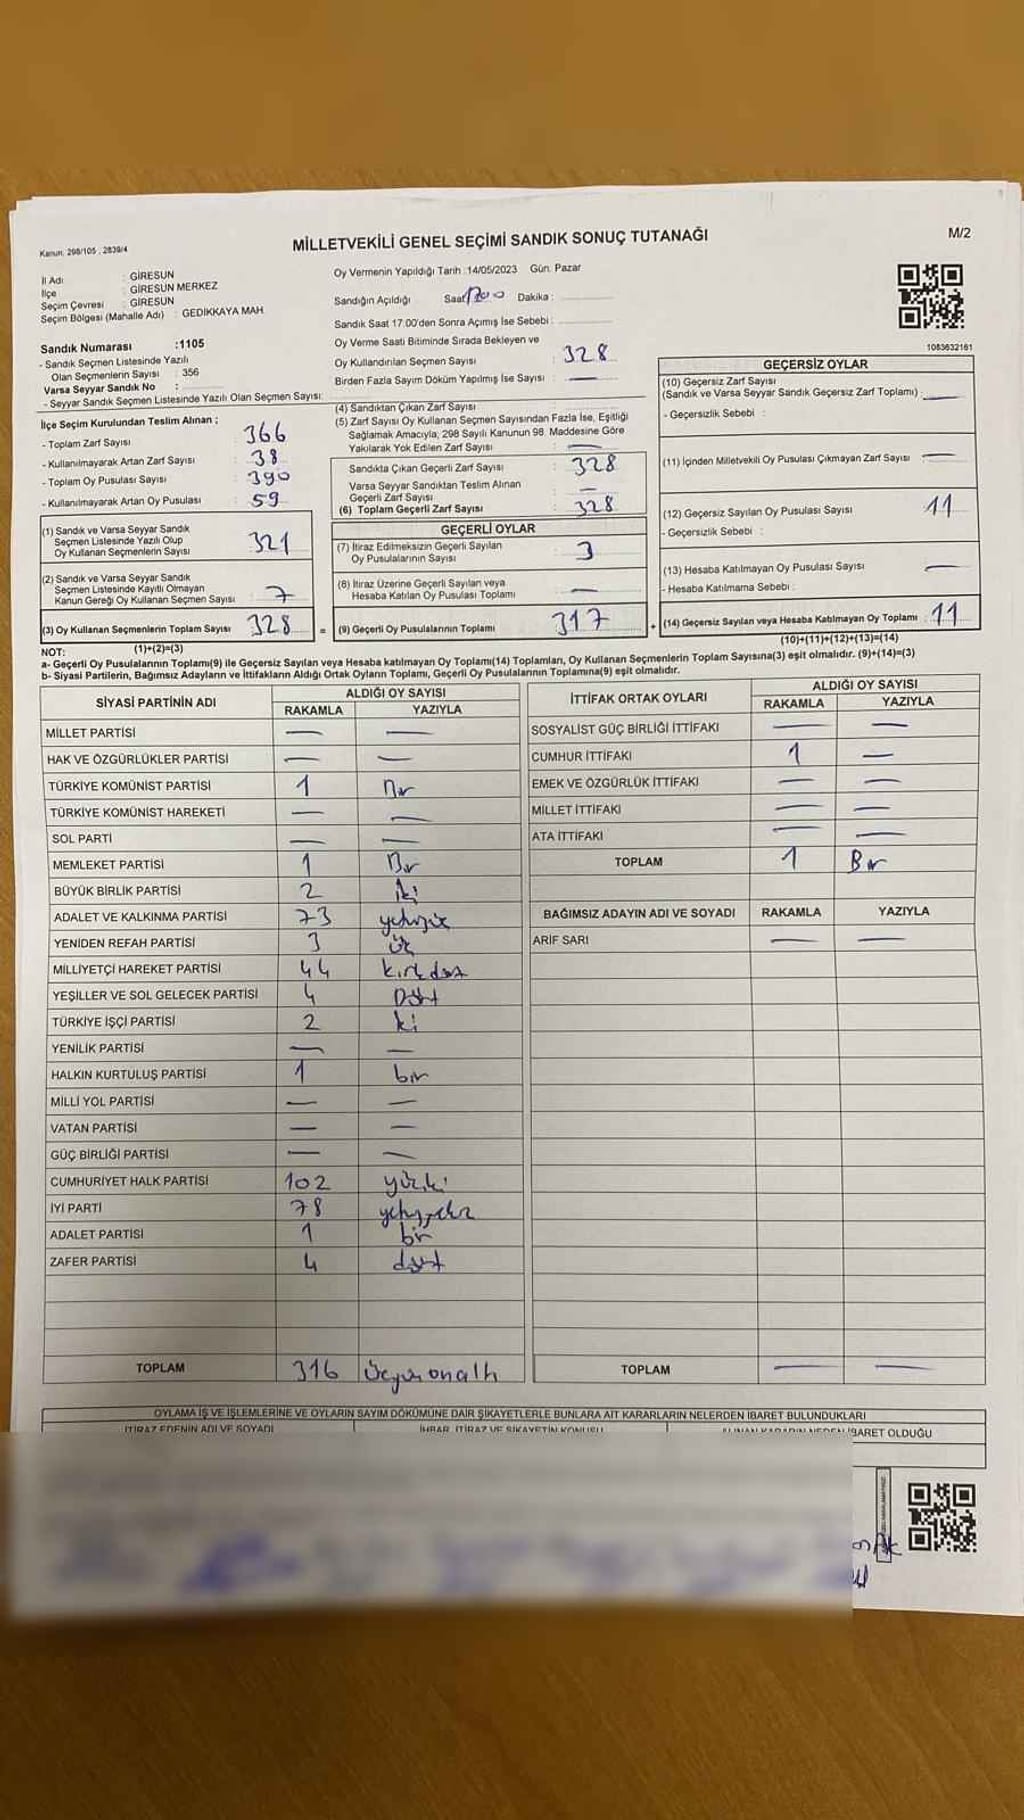 Kanun: 298/105 , 2839/4
MİLLETVEKİLİ GENEL SEÇİMİ SANDIK SONUÇ TUTANAĞI
M/2
İl Adı : GİRESUN
İlçe : GİRESUN MERKEZ
Seçim Çevresi : GİRESUN
Seçim Bölgesi (Mahalle Adı) : GEDİKKAYA MAH
Sandık Numarası :1105
- Sandık Seçmen Listesinde Yazılı
Olan Seçmenlerin Sayısı : 356
Varsa Seyyar Sandık No :
- Seyyar Sandık Seçmen Listesinde Yazılı Olan Seçmen Sayısı:
Oy Vermenin Yapıldığı Tarih :14/05/2023 Gün: Pazar
Sandığın Açıldığı Saat Dakika :
Sandık Saat 17.00'den Sonra Açımış İse Sebebi :
Oy Verme Saati Bitiminde Sırada Bekleyen ve
Oy Kullandırılan Seçmen Sayısı : 328
Birden Fazla Sayım Döküm Yapılmış İse Sayısı : —
1083632161
İlçe Seçim Kurulundan Teslim Alınan ;
- Toplam Zarf Sayısı : 366
- Kullanılmayarak Artan Zarf Sayısı : 38
- Toplam Oy Pusulası Sayısı : 390
- Kullanılmayarak Artan Oy Pusulası : 59
(1) Sandık ve Varsa Seyyar Sandık
Seçmen Listesinde Yazılı Olup
Oy Kullanan Seçmenlerin Sayısı 321
(2) Sandık ve Varsa Seyyar Sandık
Seçmen Listesinde Kayıtlı Olmayan
Kanun Gereği Oy Kullanan Seçmen Sayısı : 7
(3) Oy Kullanan Seçmenlerin Toplam Sayısı 328 =
(1)+(2)=(3)
(4) Sandıktan Çıkan Zarf Sayısı :
(5) Zarf Sayısı Oy Kullanan Seçmen Sayısından Fazla İse, Eşitliği
Sağlamak Amacıyla, 298 Sayılı Kanunun 98. Maddesine Göre
Yakılarak Yok Edilen Zarf Sayısı : —
Sandıkta Çıkan Geçerli Zarf Sayısı : 328
Varsa Seyyar Sandıktan Teslim Alınan
Geçerli Zarf Sayısı : —
(6) Toplam Geçerli Zarf Sayısı : 328
GEÇERLİ OYLAR
(7) İtiraz Edilmeksizin Geçerli Sayılan
Oy Pusulalarının Sayısı : 3
(8) İtiraz Üzerine Geçerli Sayılan veya
Hesaba Katılan Oy Pusulası Toplamı : —
(9) Geçerli Oy Pusulalarının Toplamı : 317 +
GEÇERSİZ OYLAR
(10) Geçersiz Zarf Sayısı
(Sandık ve Varsa Seyyar Sandık Geçersiz Zarf Toplamı) : —
- Geçersizlik Sebebi :
(11) İçinden Milletvekili Oy Pusulası Çıkmayan Zarf Sayısı : —
(12) Geçersiz Sayılan Oy Pusulası Sayısı : 11
- Geçersizlik Sebebi :
(13) Hesaba Katılmayan Oy Pusulası Sayısı : —
- Hesaba Katılmama Sebebi :
(14) Geçersiz Sayılan veya Hesaba Katılmayan Oy Toplamı : 11
(10)+(11)+(12)+(13)=(14)
NOT:
a- Geçerli Oy Pusulalarının Toplamı(9) ile Geçersiz Sayılan veya Hesaba katılmayan Oy Toplamı(14) Toplamları, Oy Kullanan Seçmenlerin Toplam Sayısına(3) eşit olmalıdır. (9)+(14)=(3)
b- Siyasi Partilerin, Bağımsız Adayların ve İttifakların Aldığı Oyların Toplamı, Geçerli Oy Pusulalarının Toplamına(9) eşit olmalıdır.
SİYASİ PARTİNİN ADI ALDIĞI OY SAYISI
RAKAMLA YAZIYLA
MİLLET PARTİSİ — —
HAK VE ÖZGÜRLÜKLER PARTİSİ — —
TÜRKİYE KOMÜNİST PARTİSİ 1 Bir
TÜRKİYE KOMÜNİST HAREKETİ — —
SOL PARTİ — —
MEMLEKET PARTİSİ 1 Bir
BÜYÜK BİRLİK PARTİSİ 2 iki
ADALET VE KALKINMA PARTİSİ 73
YENİDEN REFAH PARTİSİ 3 üç
MİLLİYETÇİ HAREKET PARTİSİ 44 kırkdört
YEŞİLLER VE SOL GELECEK PARTİSİ 4 Dört
TÜRKİYE İŞÇİ PARTİSİ 2 iki
YENİLİK PARTİSİ — —
HALKIN KURTULUŞ PARTİSİ 1 bir
MİLLİ YOL PARTİSİ — —
VATAN PARTİSİ — —
GÜÇ BİRLİĞİ PARTİSİ — —
CUMHURİYET HALK PARTİSİ 102 yüziki
İYİ PARTİ 78
ADALET PARTİSİ 1 bir
ZAFER PARTİSİ 4 dört
TOPLAM 316 üçyüzonaltı
İTTİFAK ORTAK OYLARI ALDIĞI OY SAYISI
RAKAMLA YAZIYLA
SOSYALİST GÜÇ BİRLİĞİ İTTİFAKI — —
CUMHUR İTTİFAKI 1 —
EMEK VE ÖZGÜRLÜK İTTİFAKI — —
MİLLET İTTİFAKI — —
ATA İTTİFAKI — —
TOPLAM 1 Bir
BAĞIMSIZ ADAYIN ADI VE SOYADI RAKAMLA YAZIYLA
ARİF SARI — —
TOPLAM — —
OYLAMA İŞ VE İŞLEMLERİNE VE OYLARIN SAYIM DÖKÜMÜNE DAİR ŞİKAYETLERLE BUNLARA AİT KARARLARIN NELERDEN İBARET BULUNDUKLARI
İTİRAZ EDENİN ADI VE SOYADI İHBAR, İTİRAZ VE ŞİKAYETİN KONUSU ALINAN KARARIN NEDEN İBARET OLDUĞU